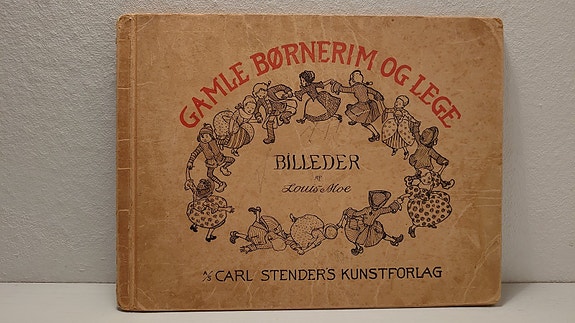 GAMLE BØRNERIM OG LEGE
BILLEDER
AF
Louis Moe
A/S CARL STENDER'S KUNSTFORLAG